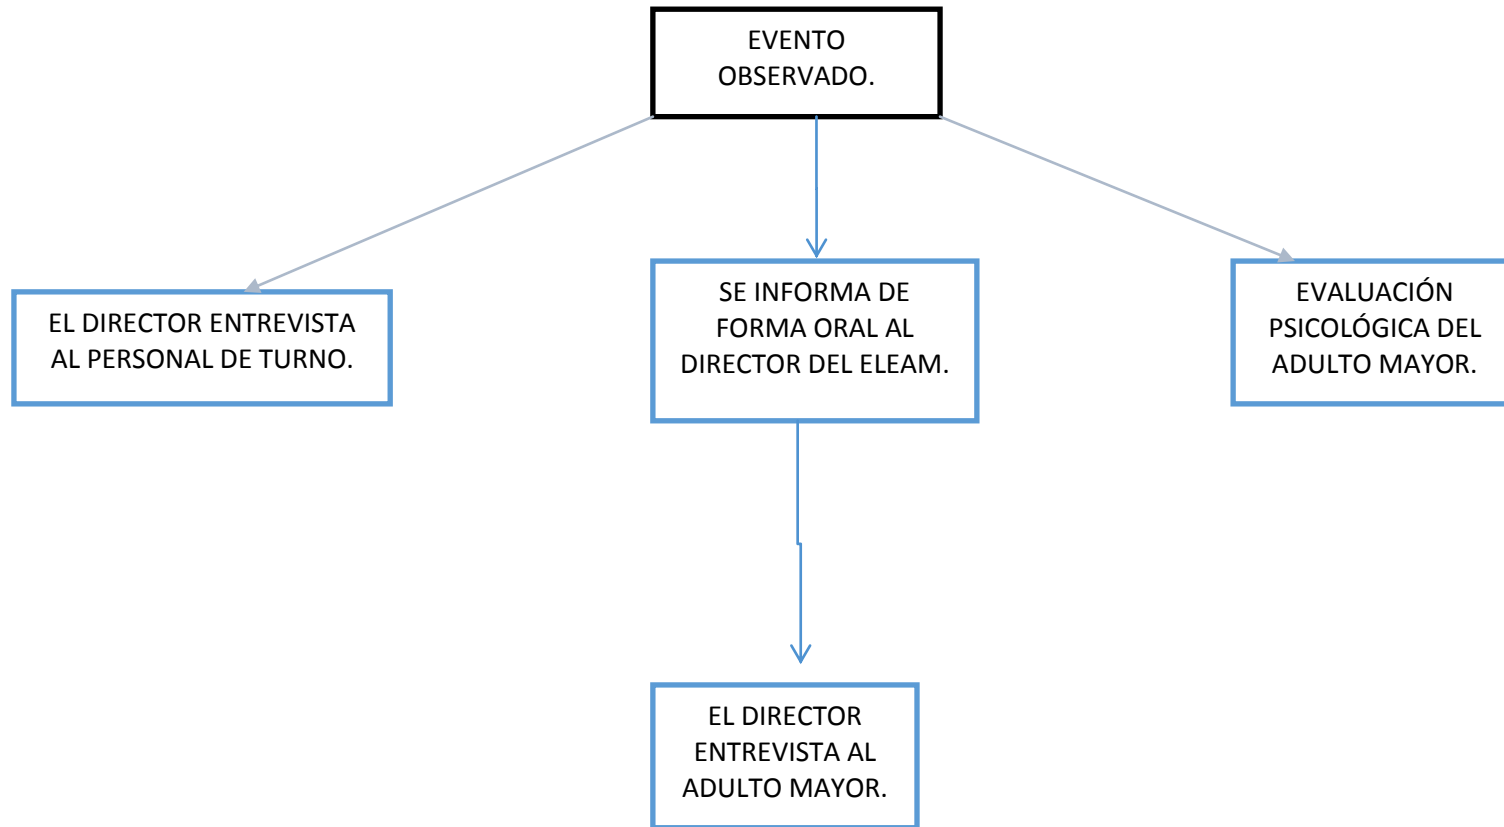 EVENTO
OBSERVADO.
EL DIRECTOR ENTREVISTA
AL PERSONAL DE TURNO.
SE INFORMA DE
FORMA ORAL AL
DIRECTOR DEL ELEAM.
EVALUACIÓN
PSICOLÓGICA DEL
ADULTO MAYOR.
EL DIRECTOR
ENTREVISTA AL
ADULTO MAYOR.